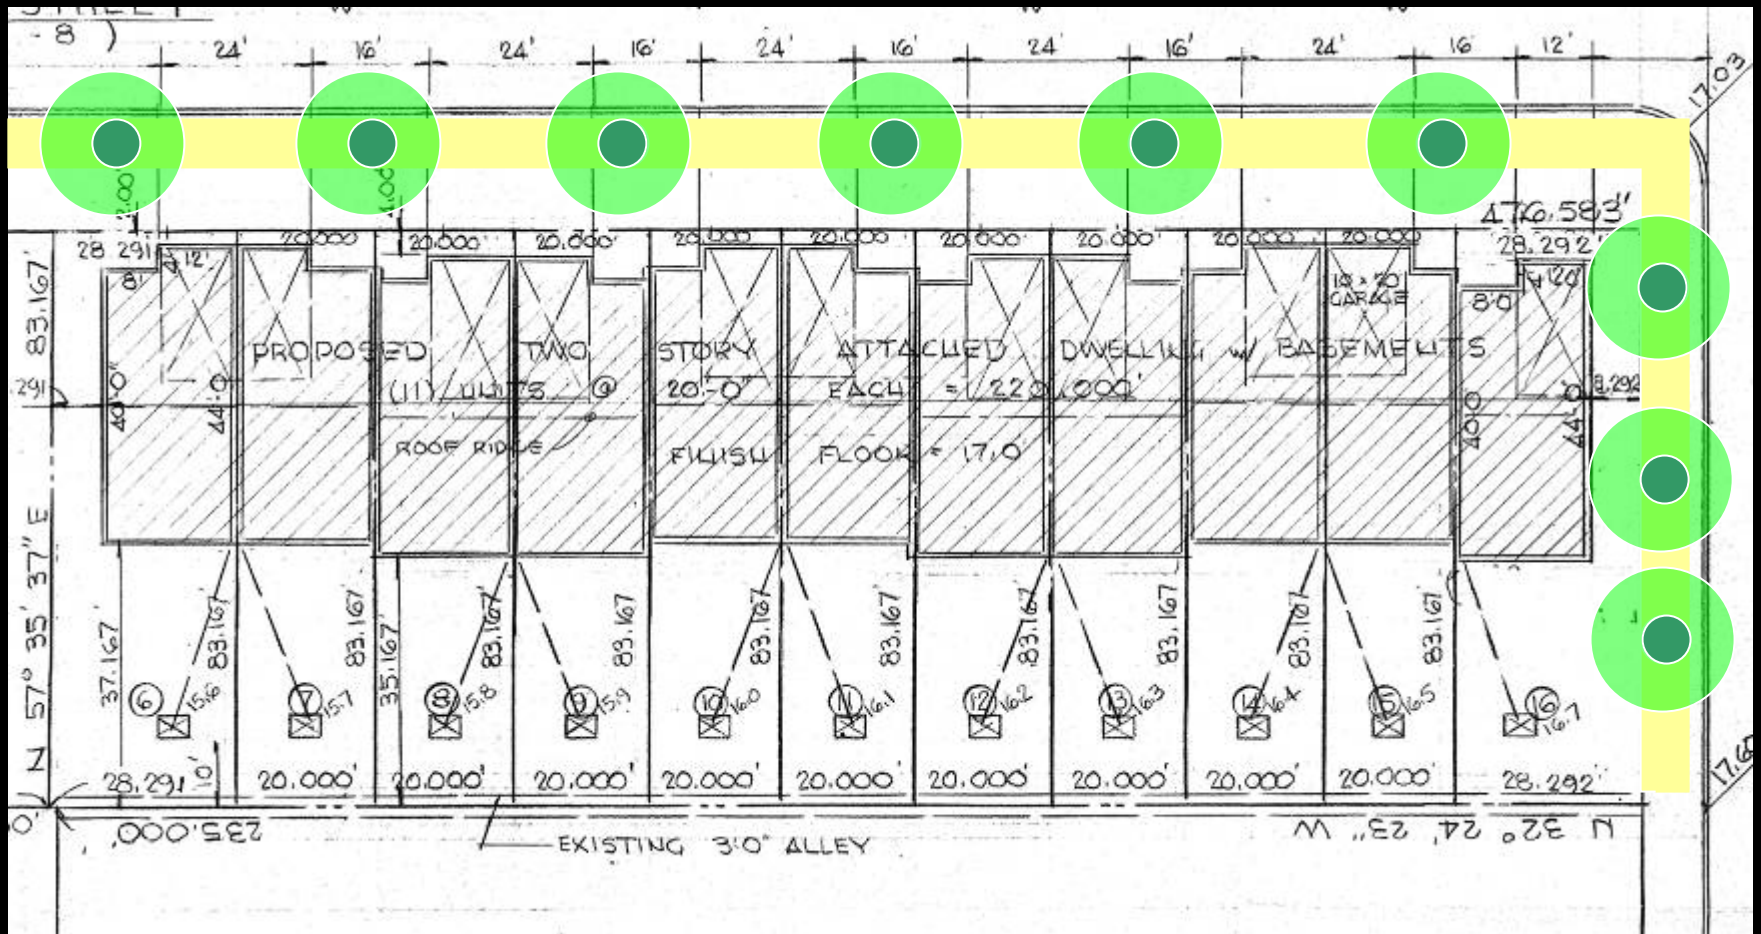 - 8 )
24' 16' 24' 16' 24' 16' 24' 16' 24' 16 12'
17.03
476.583'
28.291 20.000 20.000' 20.000' 20.000 20.000 20.000 20.000' 20.000 20.000 28.292'
12'
8'
8'0
10 x 20
GARAGE
83.167'
PROPOSED TWO STORY ATTACHED DWELLING w/ BASEMENTS
(11) UNITS @ 20'-0" EACH = 220.000'
291
8.292
40'-0"
44'-0
40'-0
44'-0
ROOF RIDGE
FINISH FLOOR = 17.0
N 57° 35' 37" E
37.167'
83.167'
83.167
35.167'
83.167'
83.167
83.167
83.167
83.167
83.167
83.167
83.167'
6 15.6
7 15.7
8 15.8
9 15.9
10 16.0
11 16.1
12 16.2
13 16.3
14 16.4
15 16.5
16 16.7
10'
28.291 20.000' 20.000' 20.000' 20.000' 20.000' 20.000' 20.000' 20.000' 20.000' 28.292'
235.000'
N 32° 24' 23" W
EXISTING 3'0" ALLEY